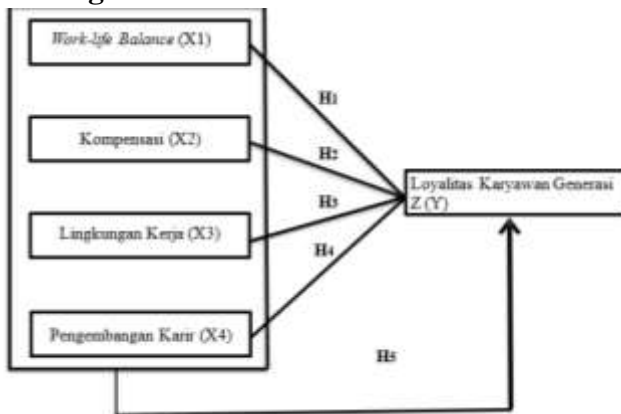 Work-life Balance (X1)
H1
Kompensasi (X2)
H2
Loyalitas Karyawan Generasi
Z (Y)
H3
Lingkungan Kerja (X3)
H4
Pengembangan Karir (X4)
H5